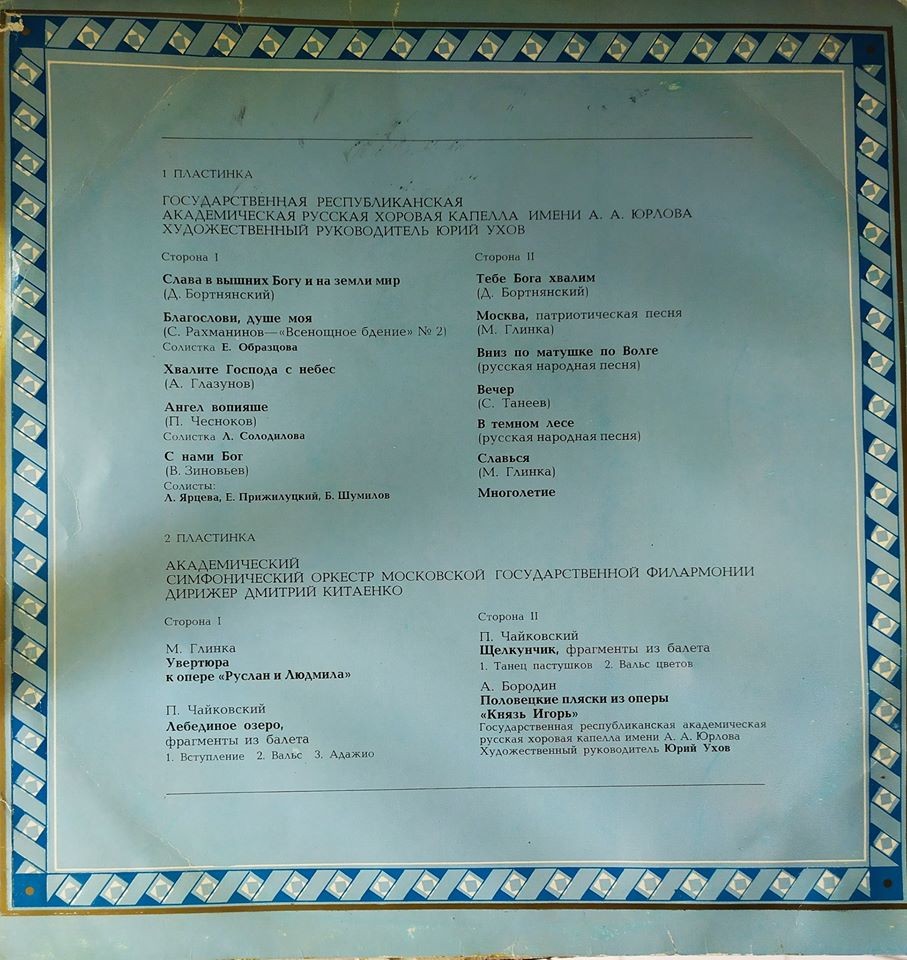 1 ПЛАСТИНКА
ГОСУДАРСТВЕННАЯ РЕСПУБЛИКАНСКАЯ
АКАДЕМИЧЕСКАЯ РУССКАЯ ХОРОВАЯ КАПЕЛЛА ИМЕНИ А. А. ЮРЛОВА
ХУДОЖЕСТВЕННЫЙ РУКОВОДИТЕЛЬ ЮРИЙ УХОВ
Сторона I
Слава в вышних Богу и на земли мир
(Д. Бортнянский)
Благослови, душе моя
(С. Рахманинов—«Всенощное бдение» № 2)
Солистка Е. Образцова
Хвалите Господа с небес
(А. Глазунов)
Ангел вопияше
(П. Чесноков)
Солистка Л. Солодилова
С нами Бог
(В. Зиновьев)
Солисты:
Л. Ярцева, Е. Прижилуцкий, Б. Шумилов
Сторона II
Тебе Бога хвалим
(Д. Бортнянский)
Москва, патриотическая песня
(М. Глинка)
Вниз по матушке по Волге
(русская народная песня)
Вечер
(С. Танеев)
В темном лесе
(русская народная песня)
Славься
(М. Глинка)
Многолетие
2 ПЛАСТИНКА
АКАДЕМИЧЕСКИЙ
СИМФОНИЧЕСКИЙ ОРКЕСТР МОСКОВСКОЙ ГОСУДАРСТВЕННОЙ ФИЛАРМОНИИ
ДИРИЖЕР ДМИТРИЙ КИТАЕНКО
Сторона I
М. Глинка
Увертюра
к опере «Руслан и Людмила»
П. Чайковский
Лебединое озеро,
фрагменты из балета
1. Вступление 2. Вальс 3. Адажио
Сторона II
П. Чайковский
Щелкунчик, фрагменты из балета
1. Танец пастушков 2. Вальс цветов
А. Бородин
Половецкие пляски из оперы
«Князь Игорь»
Государственная республиканская академическая
русская хоровая капелла имени А. А. Юрлова
Художественный руководитель Юрий Ухов